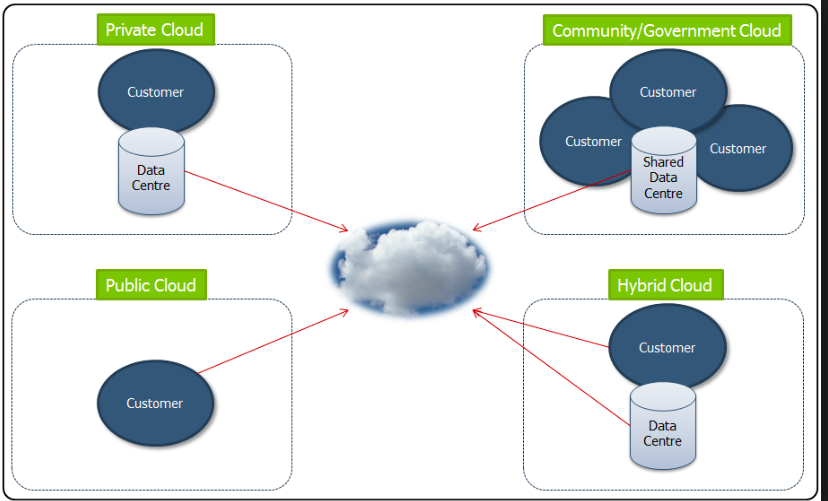 Private Cloud
Customer
Data
Centre
Community/Government Cloud
Customer
Customer
Customer
Shared
Data
Centre
Public Cloud
Customer
Hybrid Cloud
Customer
Data
Centre